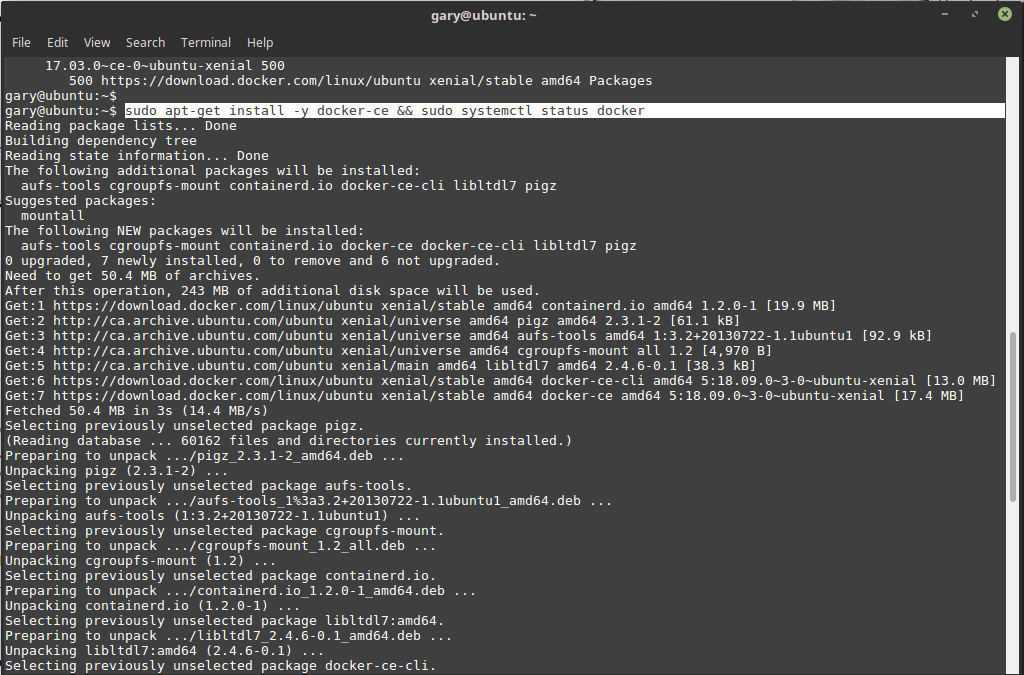 gary@ubuntu: ~
File Edit View Search Terminal Help
17.03.0~ce-0~ubuntu-xenial 500
500 https://download.docker.com/linux/ubuntu xenial/stable amd64 Packages
gary@ubuntu:~$
gary@ubuntu:~$ sudo apt-get install -y docker-ce && sudo systemctl status docker
Reading package lists... Done
Building dependency tree
Reading state information... Done
The following additional packages will be installed:
aufs-tools cgroupfs-mount containerd.io docker-ce-cli libltdl7 pigz
Suggested packages:
mountall
The following NEW packages will be installed:
aufs-tools cgroupfs-mount containerd.io docker-ce docker-ce-cli libltdl7 pigz
0 upgraded, 7 newly installed, 0 to remove and 6 not upgraded.
Need to get 50.4 MB of archives.
After this operation, 243 MB of additional disk space will be used.
Get:1 https://download.docker.com/linux/ubuntu xenial/stable amd64 containerd.io amd64 1.2.0-1 [19.9 MB]
Get:2 http://ca.archive.ubuntu.com/ubuntu xenial/universe amd64 pigz amd64 2.3.1-2 [61.1 kB]
Get:3 http://ca.archive.ubuntu.com/ubuntu xenial/universe amd64 aufs-tools amd64 1:3.2+20130722-1.1ubuntu1 [92.9 kB]
Get:4 http://ca.archive.ubuntu.com/ubuntu xenial/universe amd64 cgroupfs-mount all 1.2 [4,970 B]
Get:5 http://ca.archive.ubuntu.com/ubuntu xenial/main amd64 libltdl7 amd64 2.4.6-0.1 [38.3 kB]
Get:6 https://download.docker.com/linux/ubuntu xenial/stable amd64 docker-ce-cli amd64 5:18.09.0~3-0~ubuntu-xenial [13.0 MB]
Get:7 https://download.docker.com/linux/ubuntu xenial/stable amd64 docker-ce amd64 5:18.09.0~3-0~ubuntu-xenial [17.4 MB]
Fetched 50.4 MB in 3s (14.4 MB/s)
Selecting previously unselected package pigz.
(Reading database ... 60162 files and directories currently installed.)
Preparing to unpack .../pigz_2.3.1-2_amd64.deb ...
Unpacking pigz (2.3.1-2) ...
Selecting previously unselected package aufs-tools.
Preparing to unpack .../aufs-tools_1%3a3.2+20130722-1.1ubuntu1_amd64.deb ...
Unpacking aufs-tools (1:3.2+20130722-1.1ubuntu1) ...
Selecting previously unselected package cgroupfs-mount.
Preparing to unpack .../cgroupfs-mount_1.2_all.deb ...
Unpacking cgroupfs-mount (1.2) ...
Selecting previously unselected package containerd.io.
Preparing to unpack .../containerd.io_1.2.0-1_amd64.deb ...
Unpacking containerd.io (1.2.0-1) ...
Selecting previously unselected package libltdl7:amd64.
Preparing to unpack .../libltdl7_2.4.6-0.1_amd64.deb ...
Unpacking libltdl7:amd64 (2.4.6-0.1) ...
Selecting previously unselected package docker-ce-cli.